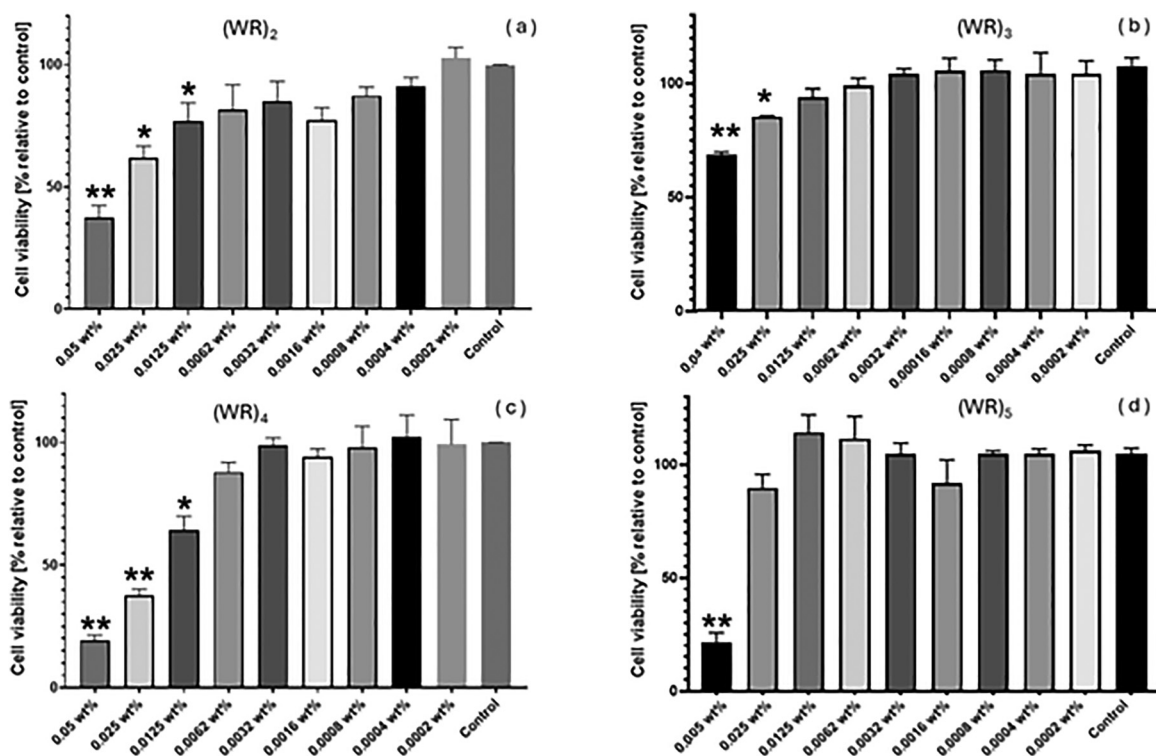 (WR)2
(a)
Cell viability [% relative to control]
100
50
0
**
*
*
0.05 wt%
0.025 wt%
0.0125 wt%
0.0062 wt%
0.0032 wt%
0.0016 wt%
0.0008 wt%
0.0004 wt%
0.0002 wt%
Control
(WR)3
(b)
Cell viability [% relative to control]
100
50
0
**
*
wt%
0.025 wt%
0.0125 wt%
0.0062 wt%
0.0032 wt%
0.00016 wt%
0.0008 wt%
0.0004 wt%
0.0002 wt%
Control
(WR)4
(c)
Cell viability [% relative to control]
100
50
0
**
**
*
0.05 wt%
0.025 wt%
0.0125 wt%
0.0062 wt%
0.0032 wt%
0.0016 wt%
0.0008 wt%
0.0004 wt%
0.0002 wt%
Control
(WR)5
(d)
Cell viability [% relative to control]
100
50
0
**
0.005 wt%
0.025 wt%
0.0125 wt%
0.0062 wt%
0.0032 wt%
0.0016 wt%
0.0008 wt%
0.0004 wt%
0.0002 wt%
Control